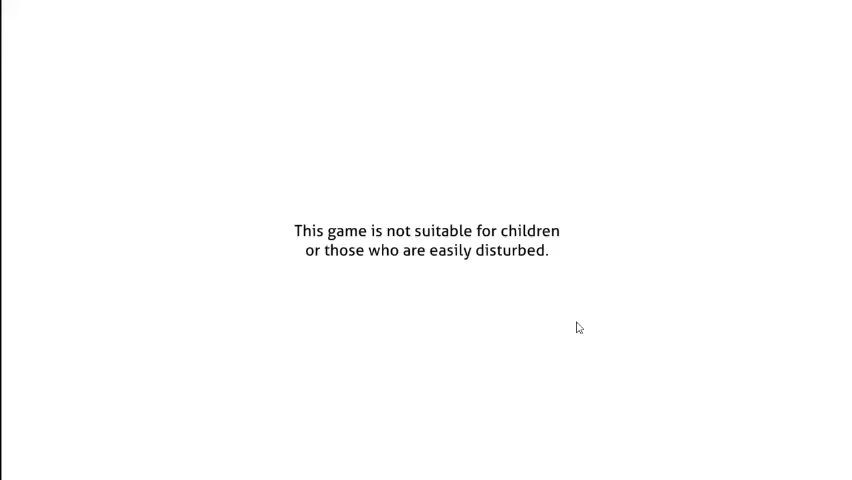 This game is not suitable for children
or those who are easily disturbed.